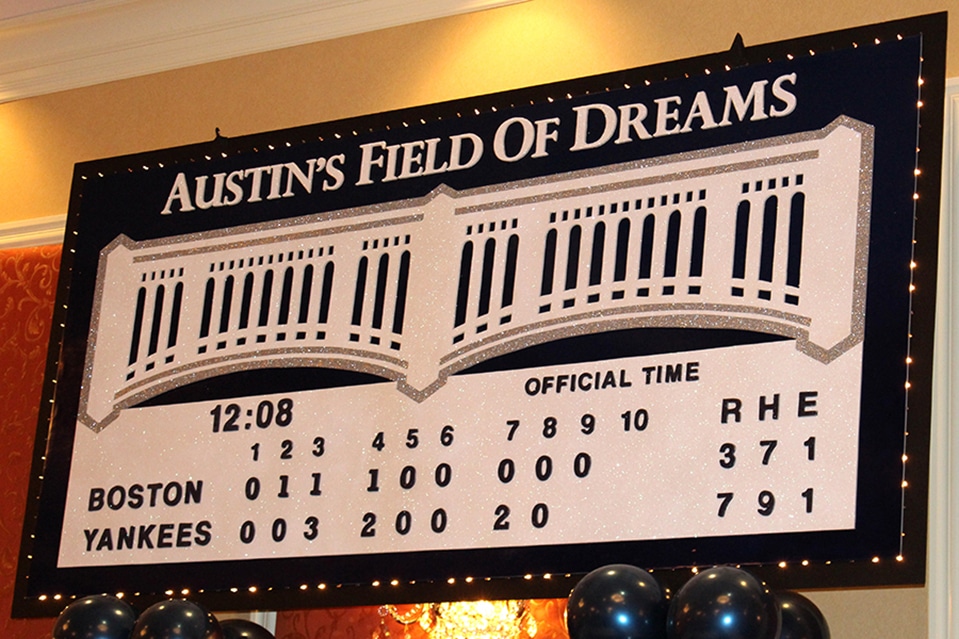 AUSTIN'S FIELD OF DREAMS
OFFICIAL TIME
12:08
1 2 3 4 5 6 7 8 9 10 R H E
BOSTON 0 1 1 1 0 0 0 0 0 3 7 1
YANKEES 0 0 3 2 0 0 2 0 7 9 1